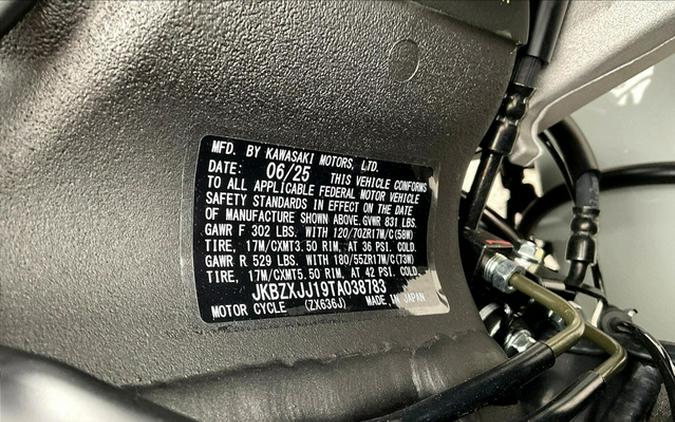 MFD. BY KAWASAKI MOTORS, LTD.
DATE: 06/25 THIS VEHICLE CONFORMS
TO ALL APPLICABLE FEDERAL MOTOR VEHICLE
SAFETY STANDARDS IN EFFECT ON THE DATE
OF MANUFACTURE SHOWN ABOVE. GVWR 831 LBS.
GAWR F 302 LBS. WITH 120/70ZR17M/C(58W)
TIRE, 17M/CXMT3.50 RIM, AT 36 PSI. COLD.
GAWR R 529 LBS. WITH 180/55ZR17M/C(73W)
TIRE, 17M/CXMT5.50 RIM, AT 42 PSI. COLD.
JKBZXJJ19TA038783
MOTOR CYCLE (ZX636J) MADE IN JAPAN